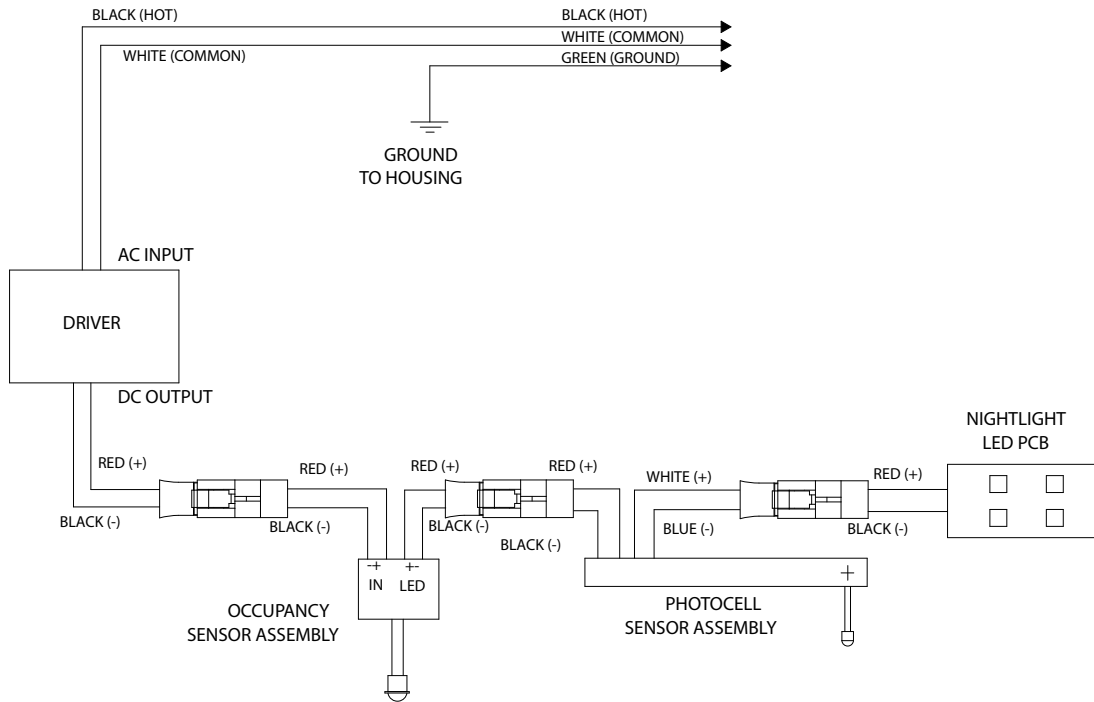 BLACK (HOT)
BLACK (HOT)
WHITE (COMMON)
WHITE (COMMON)
GREEN (GROUND)
GROUND
TO HOUSING
AC INPUT
DRIVER
DC OUTPUT
RED (+)
BLACK (-)
RED (+)
BLACK (-)
RED (+)
BLACK (-)
RED (+)
BLACK (-)
WHITE (+)
BLUE (-)
RED (+)
BLACK (-)
NIGHTLIGHT
LED PCB
-+ +-
IN LED
OCCUPANCY
SENSOR ASSEMBLY
+
PHOTOCELL
SENSOR ASSEMBLY